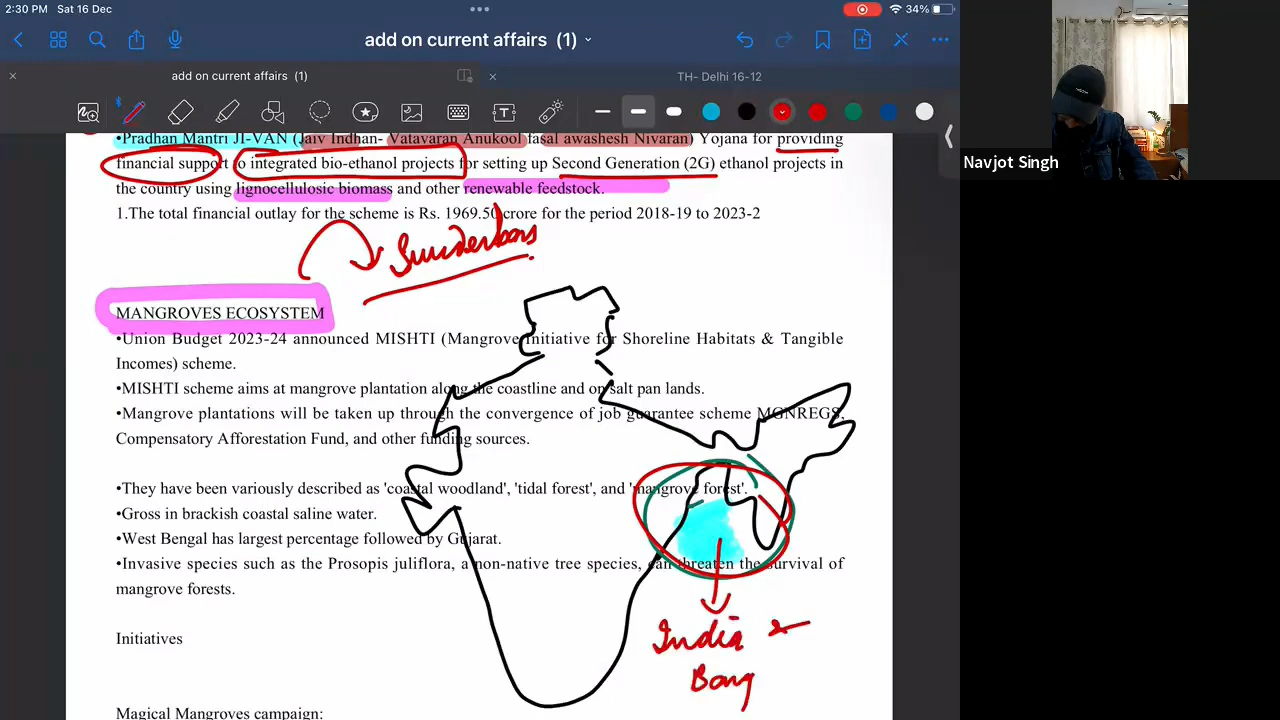 2:30 PM Sat 16 Dec
34%
add on current affairs (1)
add on current affairs (1)
TH- Delhi 16-12
•Pradhan Mantri JI-VAN (Jaiv Indhan- Vatavaran Anukool fasal awashesh Nivaran) Yojana for providing
financial support to integrated bio-ethanol projects for setting up Second Generation (2G) ethanol projects in
the country using lignocellulosic biomass and other renewable feedstock.
1.The total financial outlay for the scheme is Rs. 1969.50 crore for the period 2018-19 to 2023-2
Sunderbans
MANGROVES ECOSYSTEM
•Union Budget 2023-24 announced MISHTI (Mangrove Initiative for Shoreline Habitats & Tangible
Incomes) scheme.
•MISHTI scheme aims at mangrove plantation along the coastline and on salt pan lands.
•Mangrove plantations will be taken up through the convergence of job guarantee scheme MGNREGS,
Compensatory Afforestation Fund, and other funding sources.
•They have been variously described as 'coastal woodland', 'tidal forest', and 'mangrove forest'.
•Gross in brackish coastal saline water.
•West Bengal has largest percentage followed by Gujarat.
•Invasive species such as the Prosopis juliflora, a non-native tree species, can threaten the survival of
mangrove forests.
India &
Bang
Initiatives
Magical Mangroves campaign:
Navjot Singh